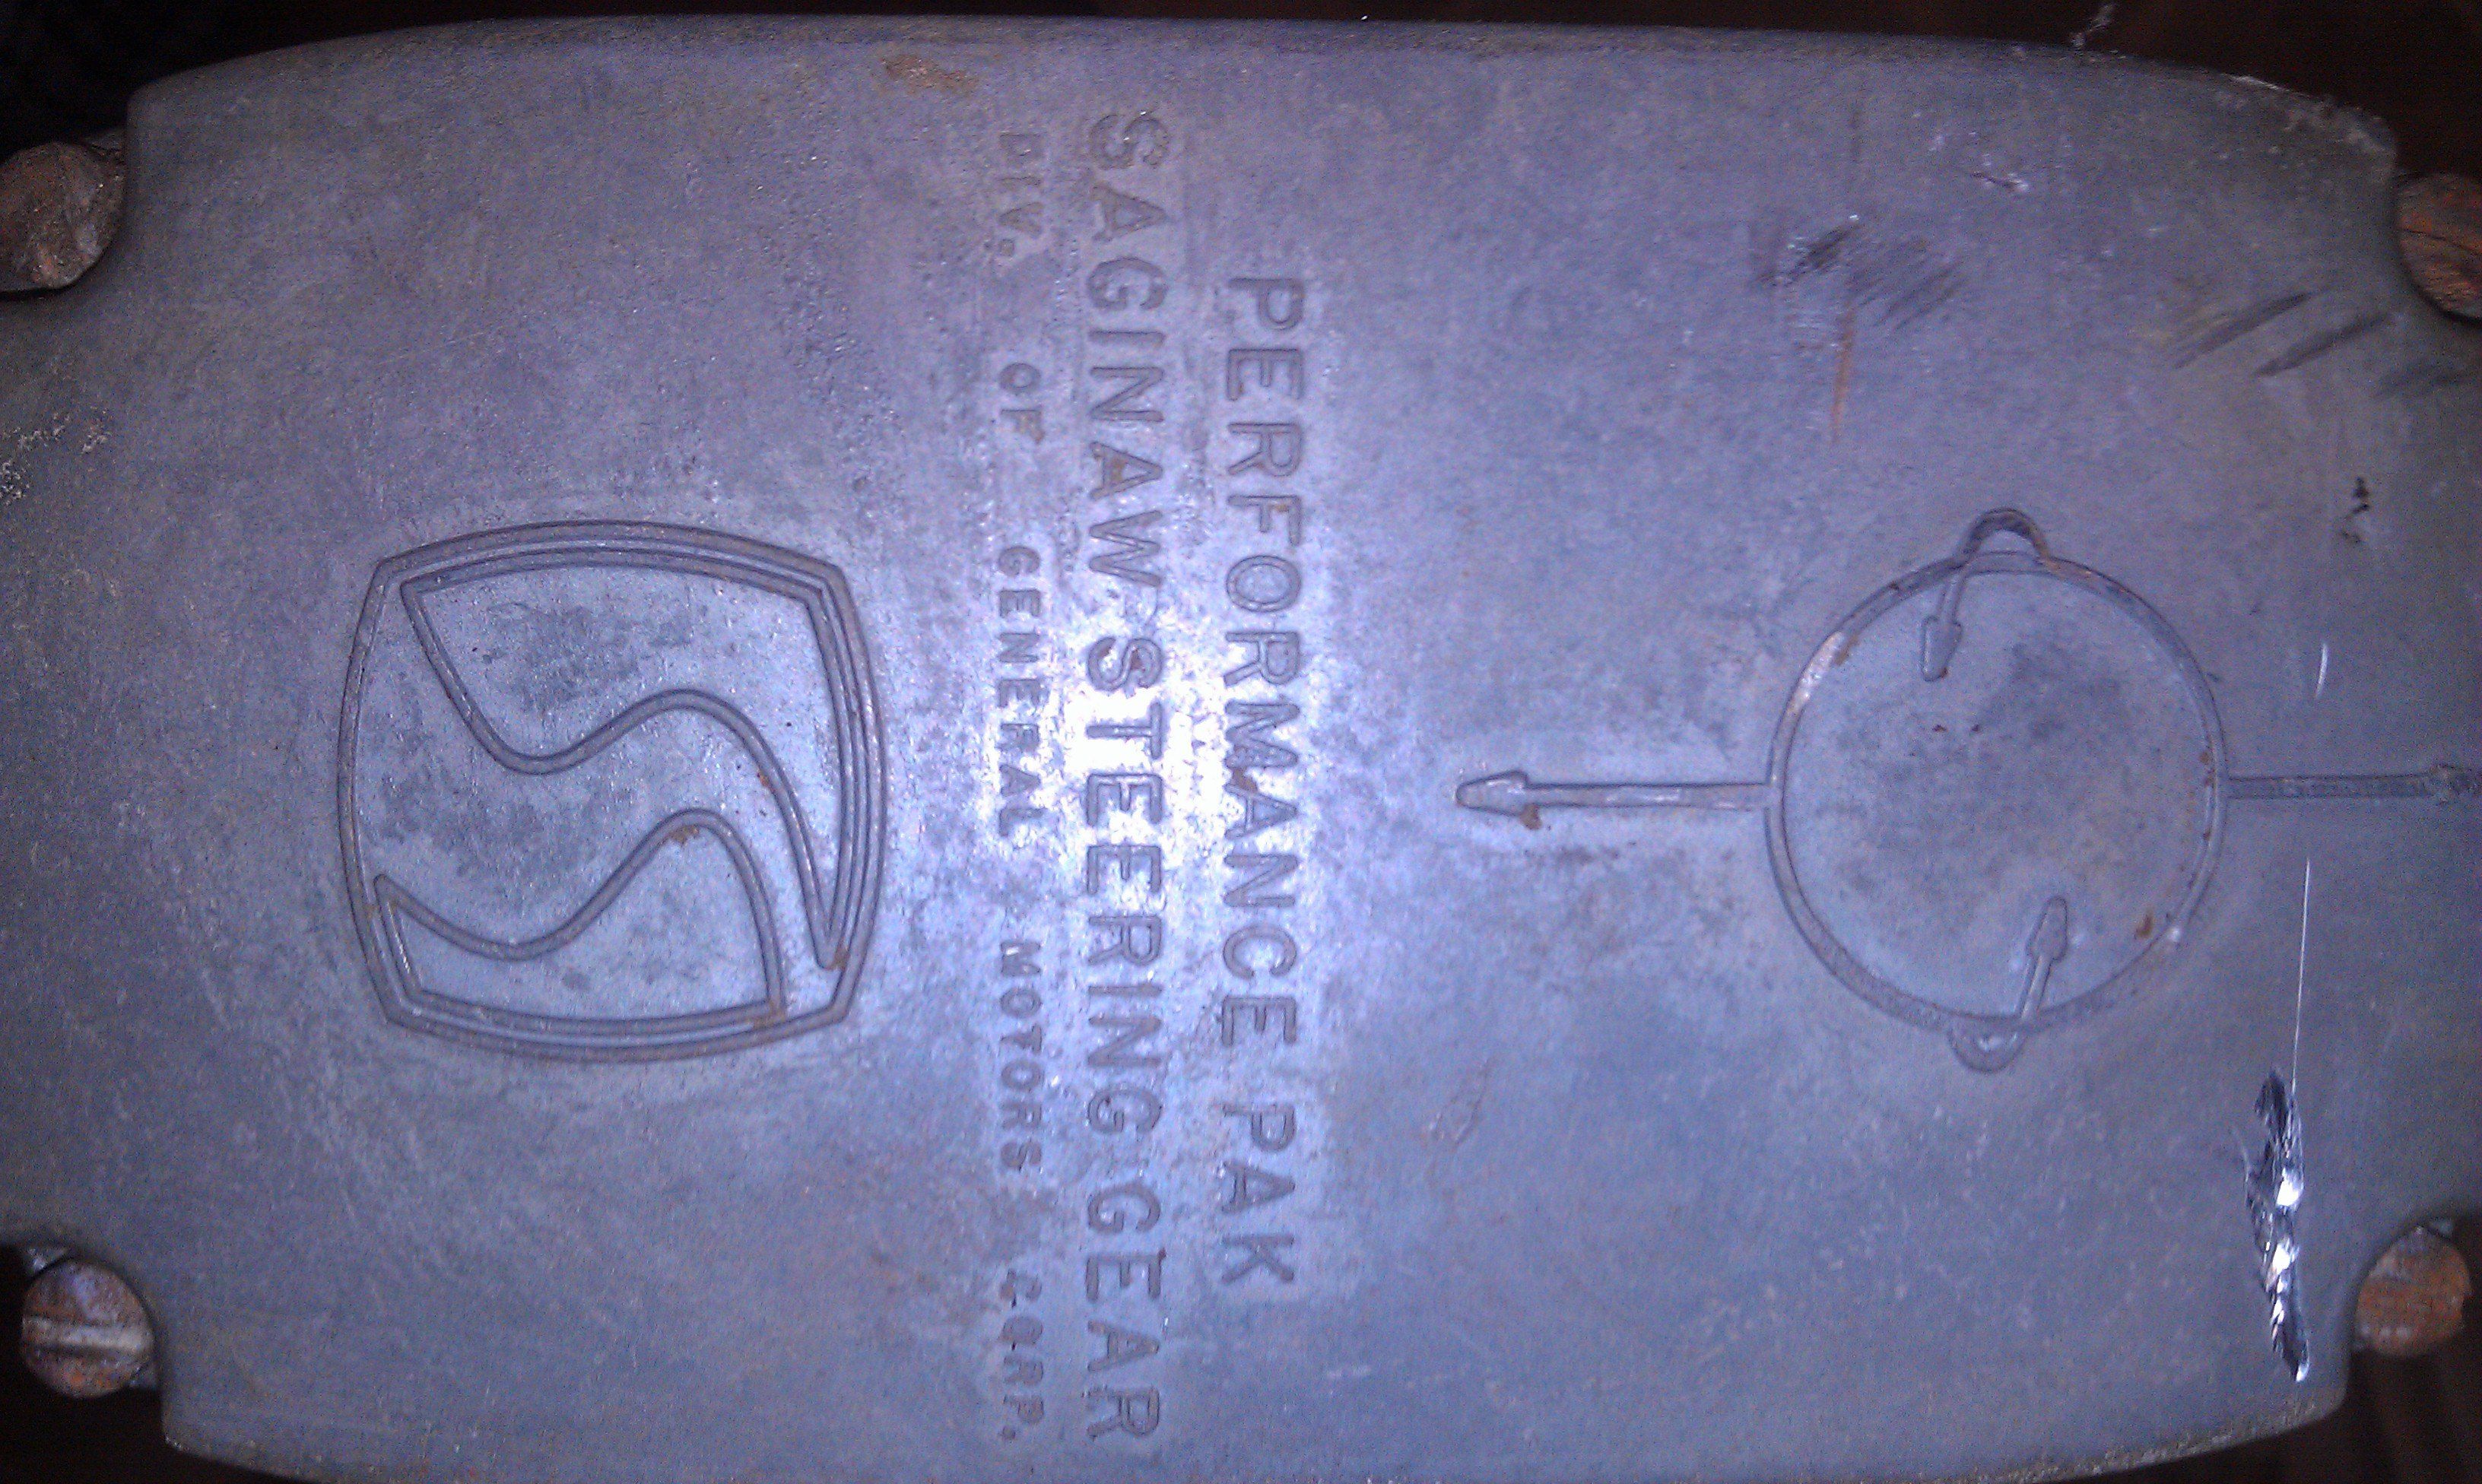 PERFORMANCE PAK
SAGINAW STEERING GEAR
DIV. OF GENERAL MOTORS CORP.